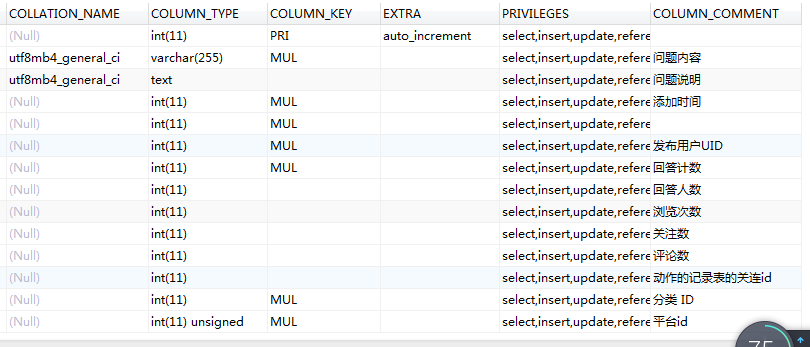 COLLATION_NAME COLUMN_TYPE COLUMN_KEY EXTRA PRIVILEGES COLUMN_COMMENT
(Null) int(11) PRI auto_increment select,insert,update,refere
utf8mb4_general_ci varchar(255) MUL select,insert,update,refere 问题内容
utf8mb4_general_ci text select,insert,update,refere 问题说明
(Null) int(11) MUL select,insert,update,refere 添加时间
(Null) int(11) MUL select,insert,update,refere
(Null) int(11) MUL select,insert,update,refere 发布用户UID
(Null) int(11) MUL select,insert,update,refere 回答计数
(Null) int(11) select,insert,update,refere 回答人数
(Null) int(11) select,insert,update,refere 浏览次数
(Null) int(11) select,insert,update,refere 关注数
(Null) int(11) select,insert,update,refere 评论数
(Null) int(11) select,insert,update,refere 动作的记录表的关连id
(Null) int(11) MUL select,insert,update,refere 分类 ID
(Null) int(11) unsigned MUL select,insert,update,refere 平台id